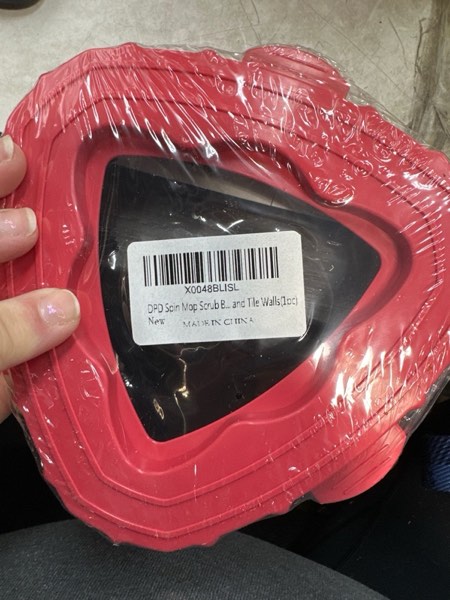 X0048BLISL
DPD Spin Mop Scrub B... and Tile Walls(1pc)
New
MADE IN CHINA